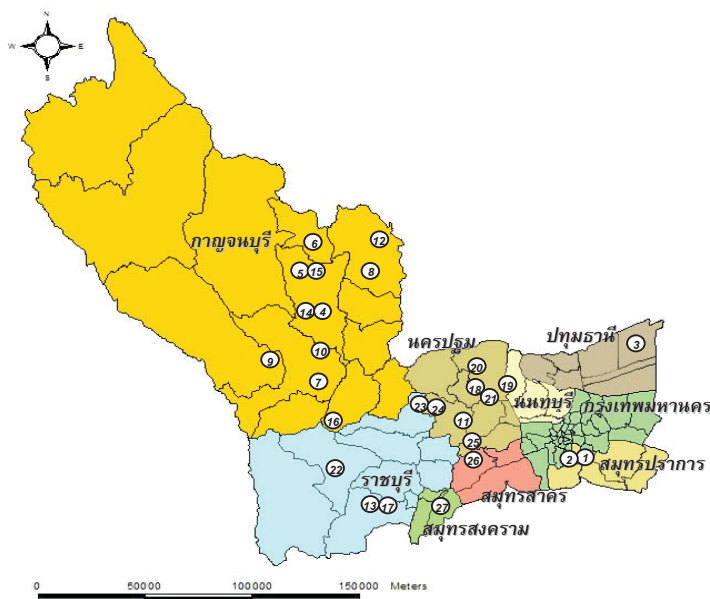 N
W E
S
กาญจนบุรี
6
12
5 15
8
14 4
นครปฐม
ปทุมธานี
3
10
9
20
7
18 19
21
นนทบุรี
23 24
กรุงเทพมหานคร
16
11
25
26
2 1
สมุทรปราการ
22
ราชบุรี
13 17
27
สมุทรสาคร
สมุทรสงคราม
0 50000 100000 150000 Meters